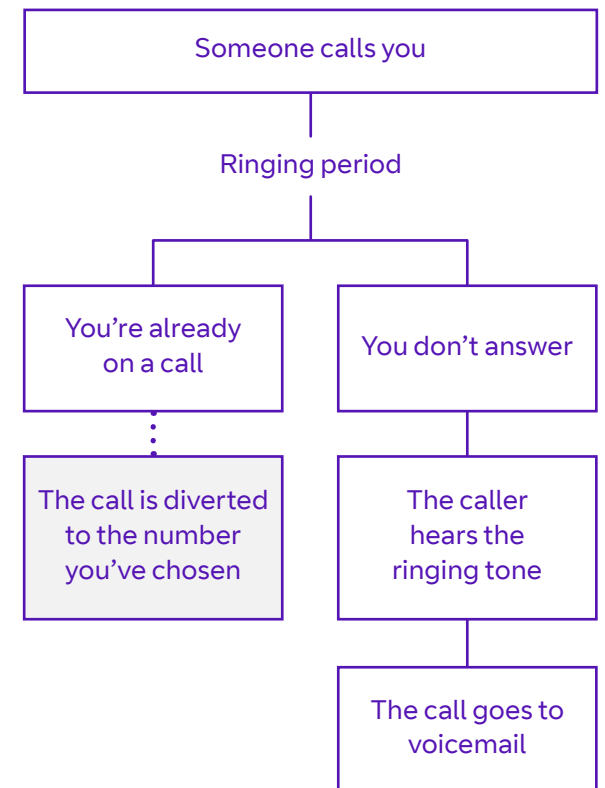 Someone calls you
Ringing period
You’re already
on a call
You don’t answer
The call is diverted
to the number
you’ve chosen
The caller
hears the
ringing tone
The call goes to
voicemail